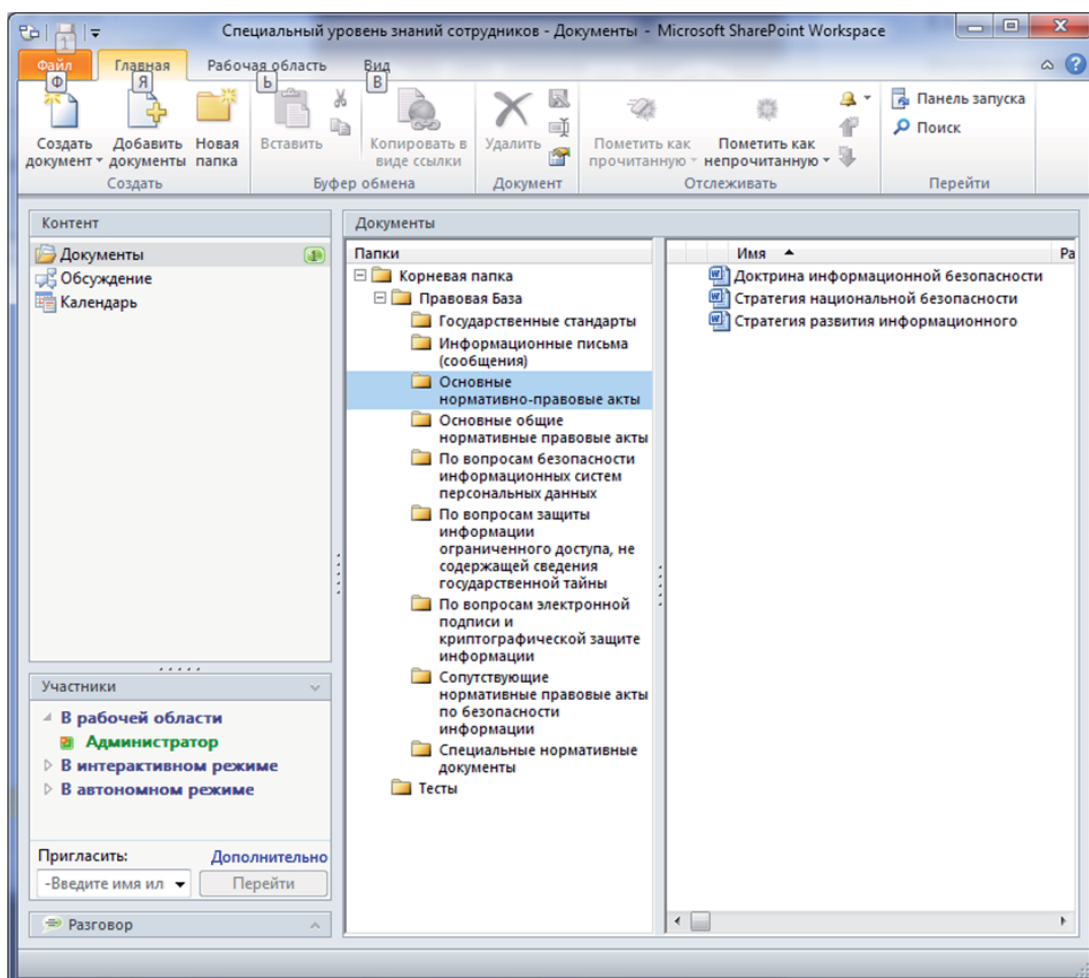 Специальный уровень знаний сотрудников - Документы - Microsoft SharePoint Workspace
1
Файл Главная Рабочая область Вид
Ф Я Ь В
Создать документ
Добавить документы
Новая папка
Создать
Вставить
Копировать в виде ссылки
Буфер обмена
Удалить
Документ
Пометить как прочитанную
Пометить как непрочитанную
Отслеживать
Панель запуска
Поиск
Перейти
Контент
Документы 1
Обсуждение
Календарь
Участники
В рабочей области
Администратор
В интерактивном режиме
В автономном режиме
Пригласить: Дополнительно
-Введите имя ил Перейти
Разговор
Документы
Папки
Корневая папка
Правовая База
Государственные стандарты
Информационные письма
(сообщения)
Основные
нормативно-правовые акты
Основные общие
нормативные правовые акты
По вопросам безопасности
информационных систем
персональных данных
По вопросам защиты
информации
ограниченного доступа, не
содержащей сведения
государственной тайны
По вопросам электронной
подписи и
криптографической защите
информации
Сопутствующие
нормативные правовые акты
по безопасности
информации
Специальные нормативные
документы
Тесты
Имя Ра
Доктрина информационной безопасности
Стратегия национальной безопасности
Стратегия развития информационного